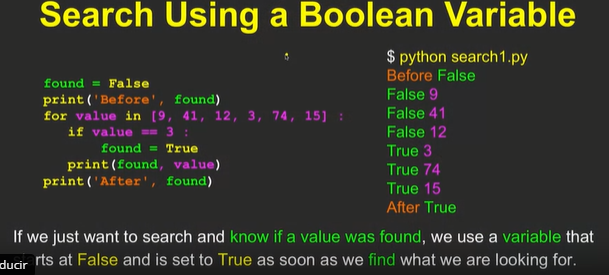 Search Using a Boolean Variable
found = False
print('Before', found)
for value in [9, 41, 12, 3, 74, 15] :
    if value == 3 :
        found = True
    print(found, value)
print('After', found)
$ python search1.py
Before False
False 9
False 41
False 12
True 3
True 74
True 15
After True
If we just want to search and know if a value was found, we use a variable that
ducir rts at False and is set to True as soon as we find what we are looking for.